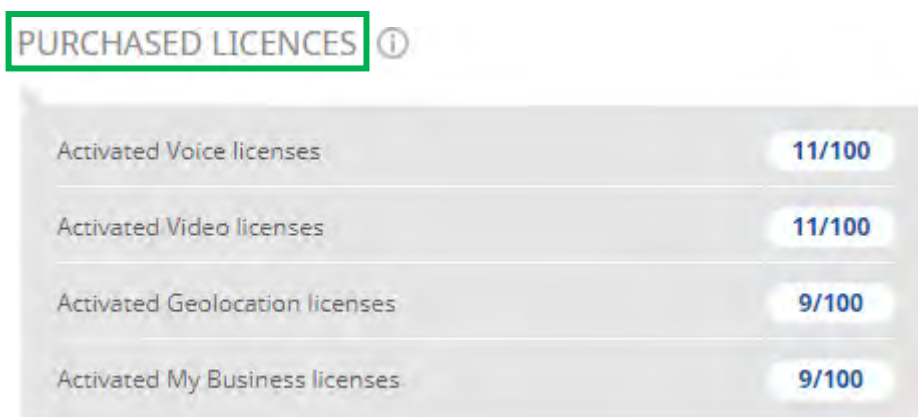 PURCHASED LICENCES
Activated Voice licenses 11/100
Activated Video licenses 11/100
Activated Geolocation licenses 9/100
Activated My Business licenses 9/100